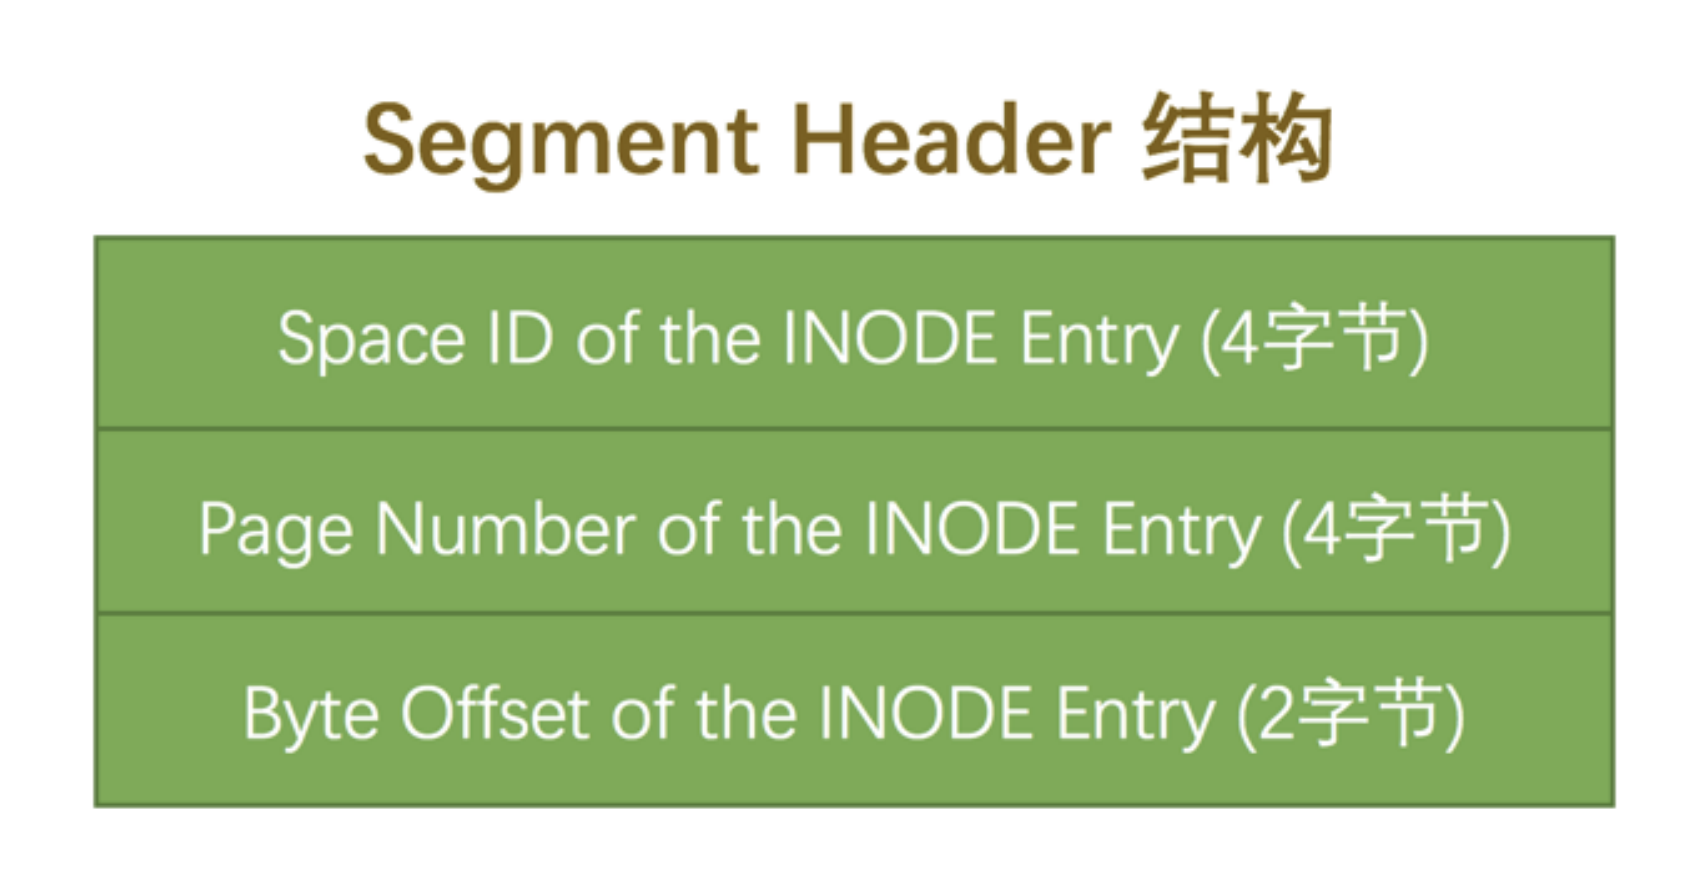 Segment Header 结构
Space ID of the INODE Entry (4字节)
Page Number of the INODE Entry (4字节)
Byte Offset of the INODE Entry (2字节)